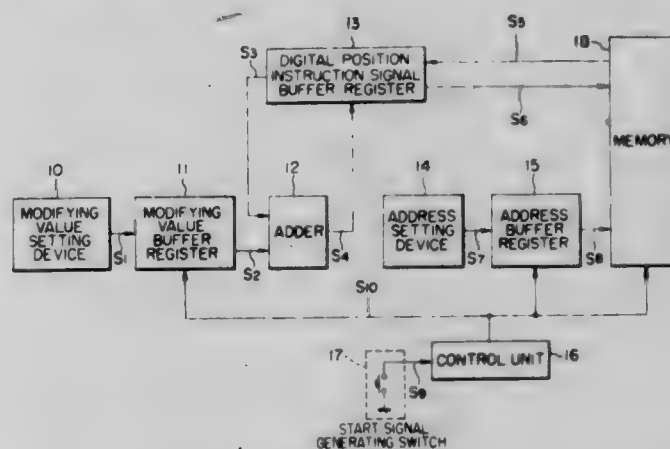 13
S3
DIGITAL POSITION
INSTRUCTION SIGNAL
BUFFER REGISTER
S5
S6
18
MEMORY
10
MODIFYING
VALUE
SETTING
DEVICE
S1
11
MODIFYING
VALUE
BUFFER
REGISTER
S2
12
ADDER
S4
14
ADDRESS
SETTING
DEVICE
S7
15
ADDRESS
BUFFER
REGISTER
S8
S10
17
S9
CONTROL UNIT
16
START SIGNAL
GENERATING SWITCH